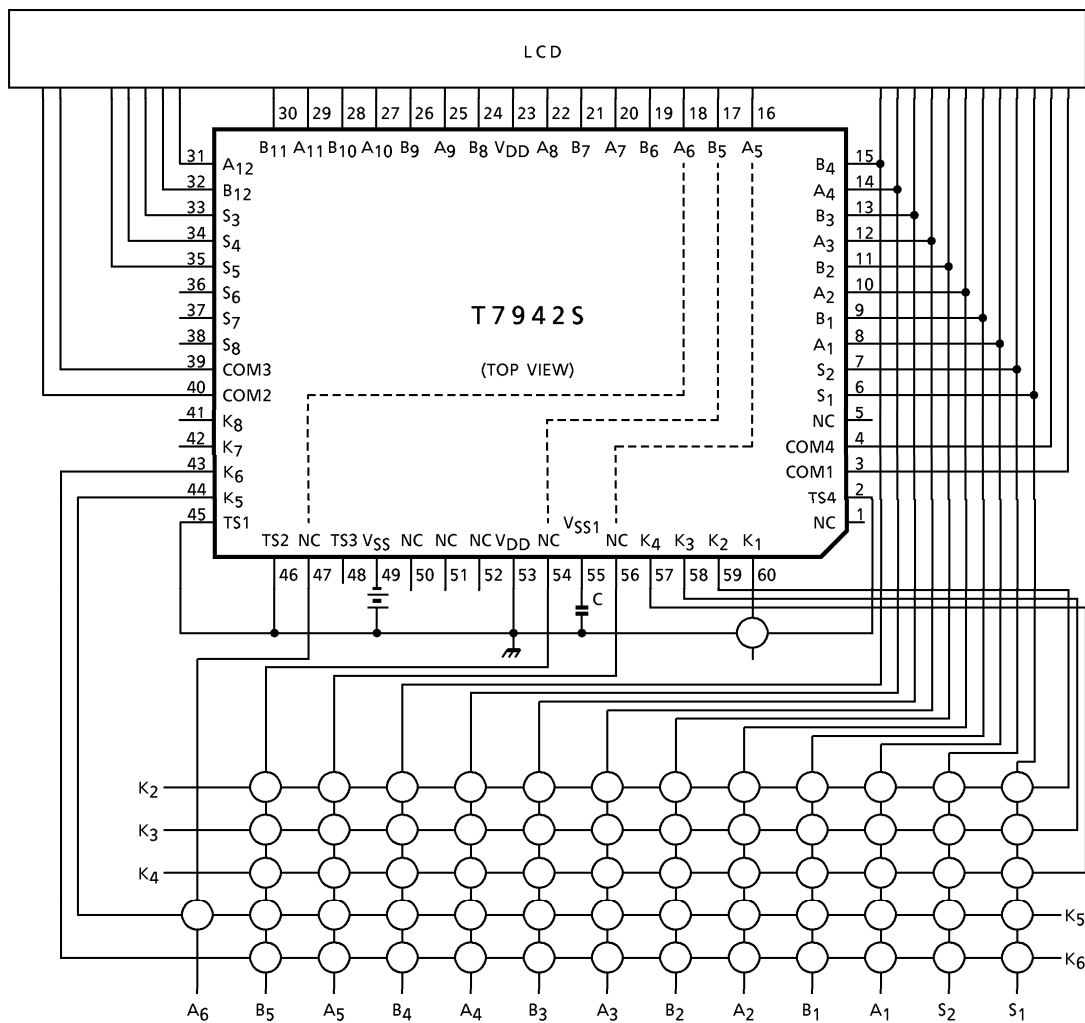 LCD
30 29 28 27 26 25 24 23 22 21 20 19 18 17 16
B11 A11 B10 A10 B9 A9 B8 VDD A8 B7 A7 B6 A6 B5 A5
31 A12 B4 15
32 B12 A4 14
33 S3 B3 13
34 S4 A3 12
35 S5 B2 11
36 S6 A2 10
37 S7 B1 9
T7942S
38 S8 A1 8
39 COM3 (TOP VIEW) S2 7
40 COM2 S1 6
41 K8 NC 5
42 K7 COM4 4
43 K6 COM1 3
44 K5 TS4 2
45 TS1 NC 1
TS2 NC TS3 VSS NC NC NC VDD NC VSS1 NC K4 K3 K2 K1
46 47 48 49 50 51 52 53 54 55 56 57 58 59 60
C
K2
K3
K4
K5
K6
A6 B5 A5 B4 A4 B3 A3 B2 A2 B1 A1 S2 S1